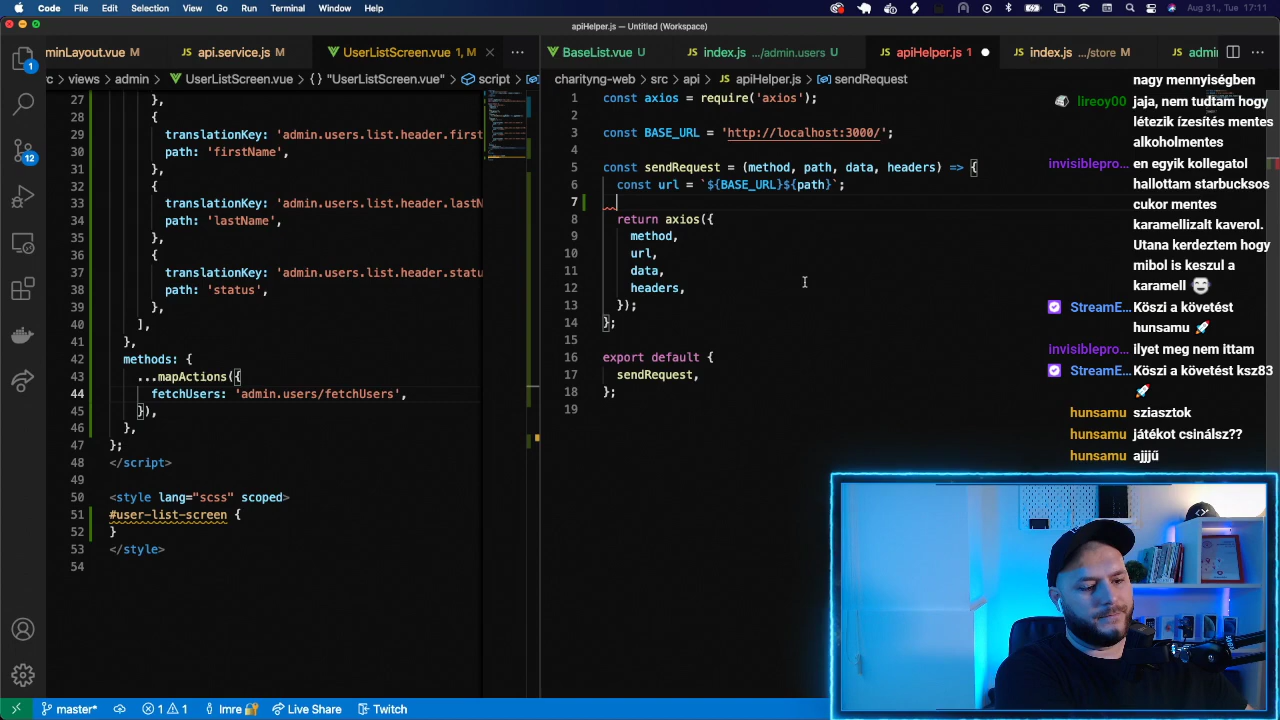 Code File Edit Selection View Go Run Terminal Window Help
Aug 31., Tue 17:11
apiHelper.js — Untitled (Workspace)
minLayout.vue M
api.service.js M
UserListScreen.vue 1, M
BaseList.vue U
index.js .../admin.users U
apiHelper.js 1
index.js .../store M
admin
views > admin > UserListScreen.vue > {} "UserListScreen.vue" > script >
charityng-web > src > api > apiHelper.js > sendRequest
27 },
28 {
29 translationKey: 'admin.users.list.header.first
30 path: 'firstName',
31 },
32 {
33 translationKey: 'admin.users.list.header.lastN
34 path: 'lastName',
35 },
36 {
37 translationKey: 'admin.users.list.header.statu
38 path: 'status',
39 },
40 ],
41 },
42 methods: {
43 ...mapActions({
44 fetchUsers: 'admin.users/fetchUsers',
45 }),
46 },
47 };
48 </script>
49
50 <style lang="scss" scoped>
51 #user-list-screen {
52 }
53 </style>
54
1 const axios = require('axios');
2
3 const BASE_URL = 'http://localhost:3000/';
4
5 const sendRequest = (method, path, data, headers) => {
6 const url = `${BASE_URL}${path}`;
7
8 return axios({
9 method,
10 url,
11 data,
12 headers,
13 });
14 };
15
16 export default {
17 sendRequest,
18 };
19
nagy mennyiségben
lireoy00 jaja, nem tudtam hogy
létezik ízesítés mentes
alkoholmentes
invisiblepro... en egyik kollegatol
hallottam starbucksos
cukor mentes
karamellizalt kaverol.
Utana kerdeztem hogy
mibol is keszul a
karamell
StreamE... Köszi a követést
hunsamu
invisiblepro... ilyet meg nem ittam
StreamE... Köszi a követést ksz83
hunsamu sziasztok
hunsamu játékot csinálsz??
hunsamu ajjjű
1
12
master*
1 1
Imre
Live Share
Twitch